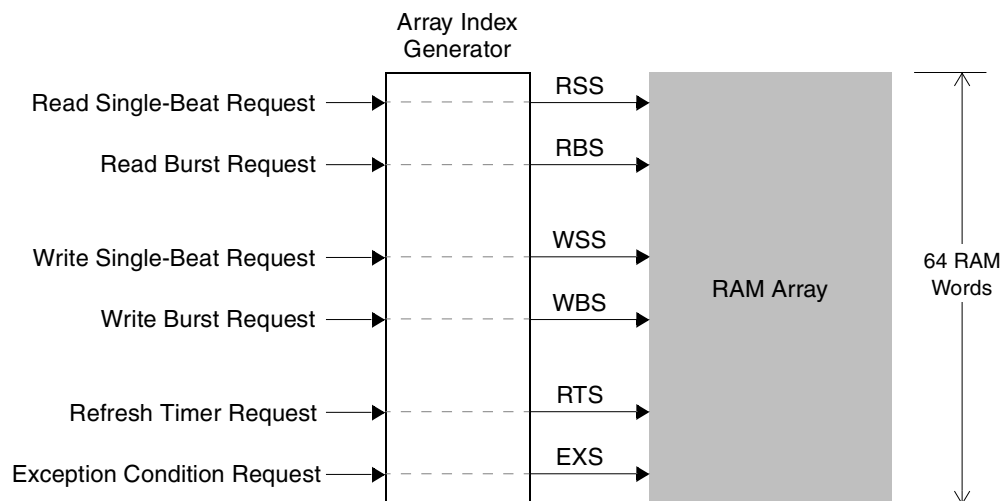 Array Index
Generator
Read Single-Beat Request
RSS
Read Burst Request
RBS
Write Single-Beat Request
WSS
Write Burst Request
WBS
Refresh Timer Request
RTS
Exception Condition Request
EXS
RAM Array
64 RAM
Words